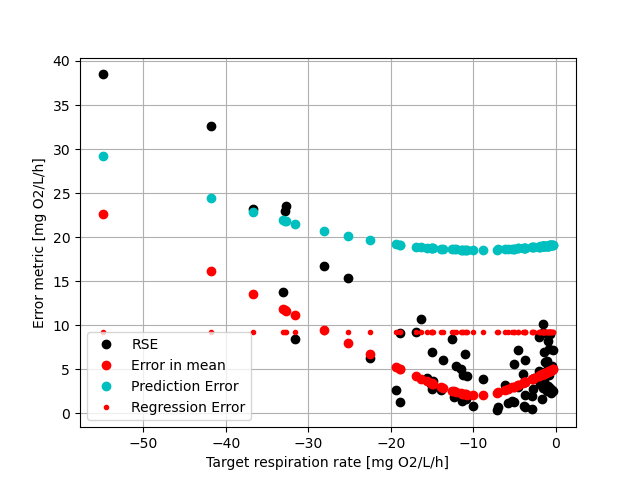 Error metric [mg O2/L/h]
40
35
30
25
20
15
10
5
0
RSE
Error in mean
Prediction Error
Regression Error
−50 −40 −30 −20 −10 0
Target respiration rate [mg O2/L/h]